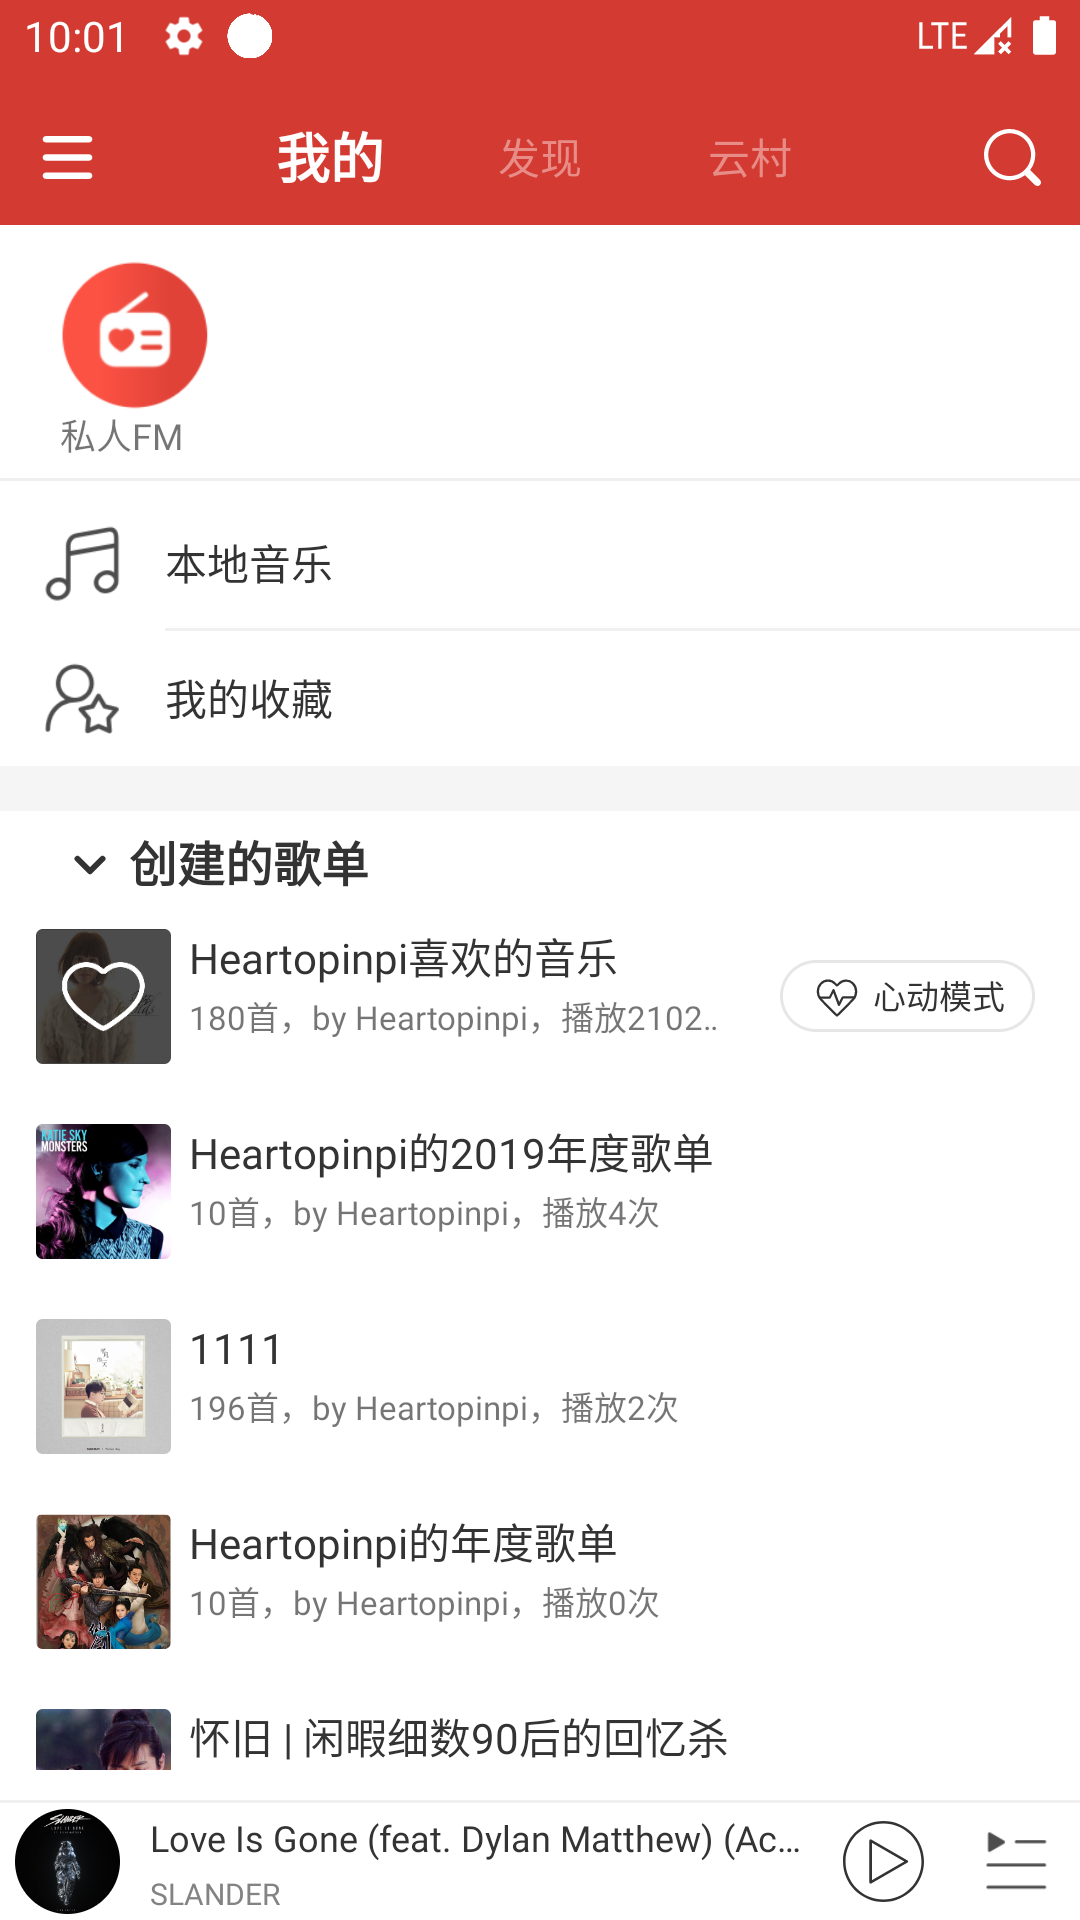 10:01
LTE
我的
发现
云村
私人FM
本地音乐
我的收藏
创建的歌单
Heartopinpi喜欢的音乐
180首，by Heartopinpi，播放2102..
心动模式
KATIE SKY
MONSTERS
Heartopinpi的2019年度歌单
10首，by Heartopinpi，播放4次
1111
196首，by Heartopinpi，播放2次
Heartopinpi的年度歌单
10首，by Heartopinpi，播放0次
怀旧 | 闲暇细数90后的回忆杀
Love Is Gone (feat. Dylan Matthew) (Ac...
SLANDER